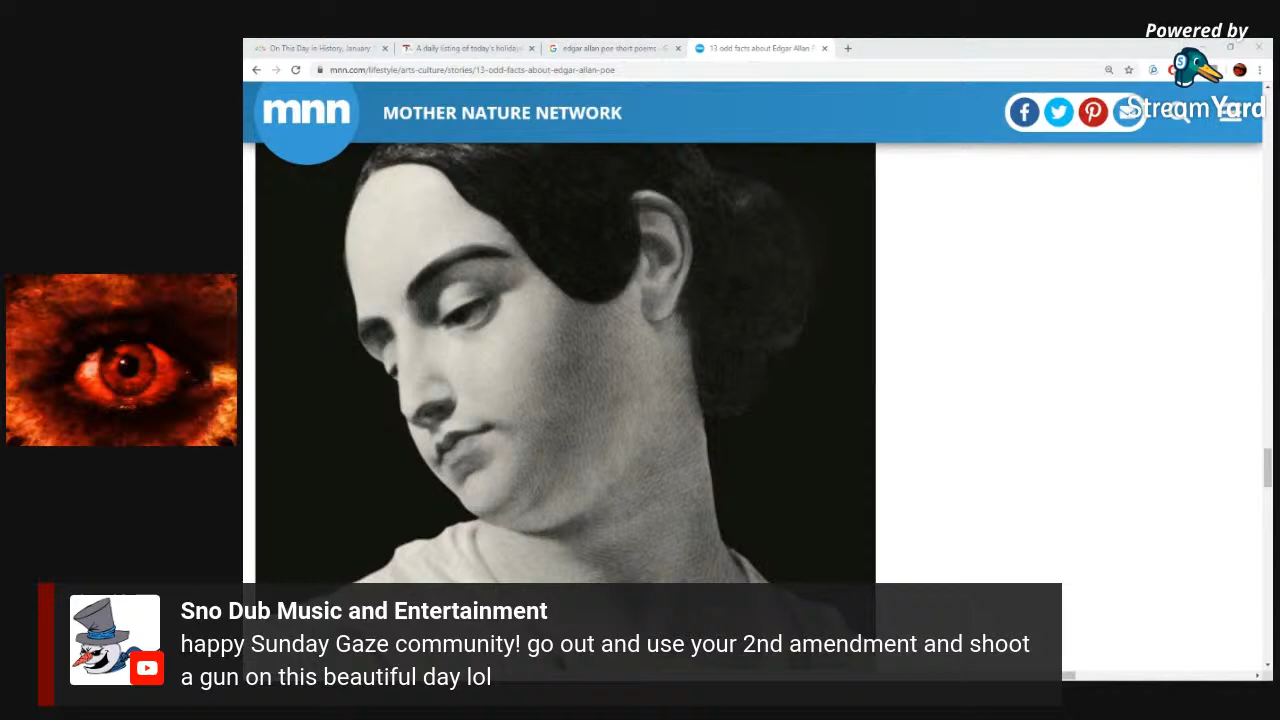 Powered by
StreamYard
On This Day in History, January
A daily listing of today's holiday
edgar allan poe short poems - G
13 odd facts about Edgar Allan P
mnn.com/lifestyle/arts-culture/stories/13-odd-facts-about-edgar-allan-poe
mnn
MOTHER NATURE NETWORK
Sno Dub Music and Entertainment
happy Sunday Gaze community! go out and use your 2nd amendment and shoot
a gun on this beautiful day lol